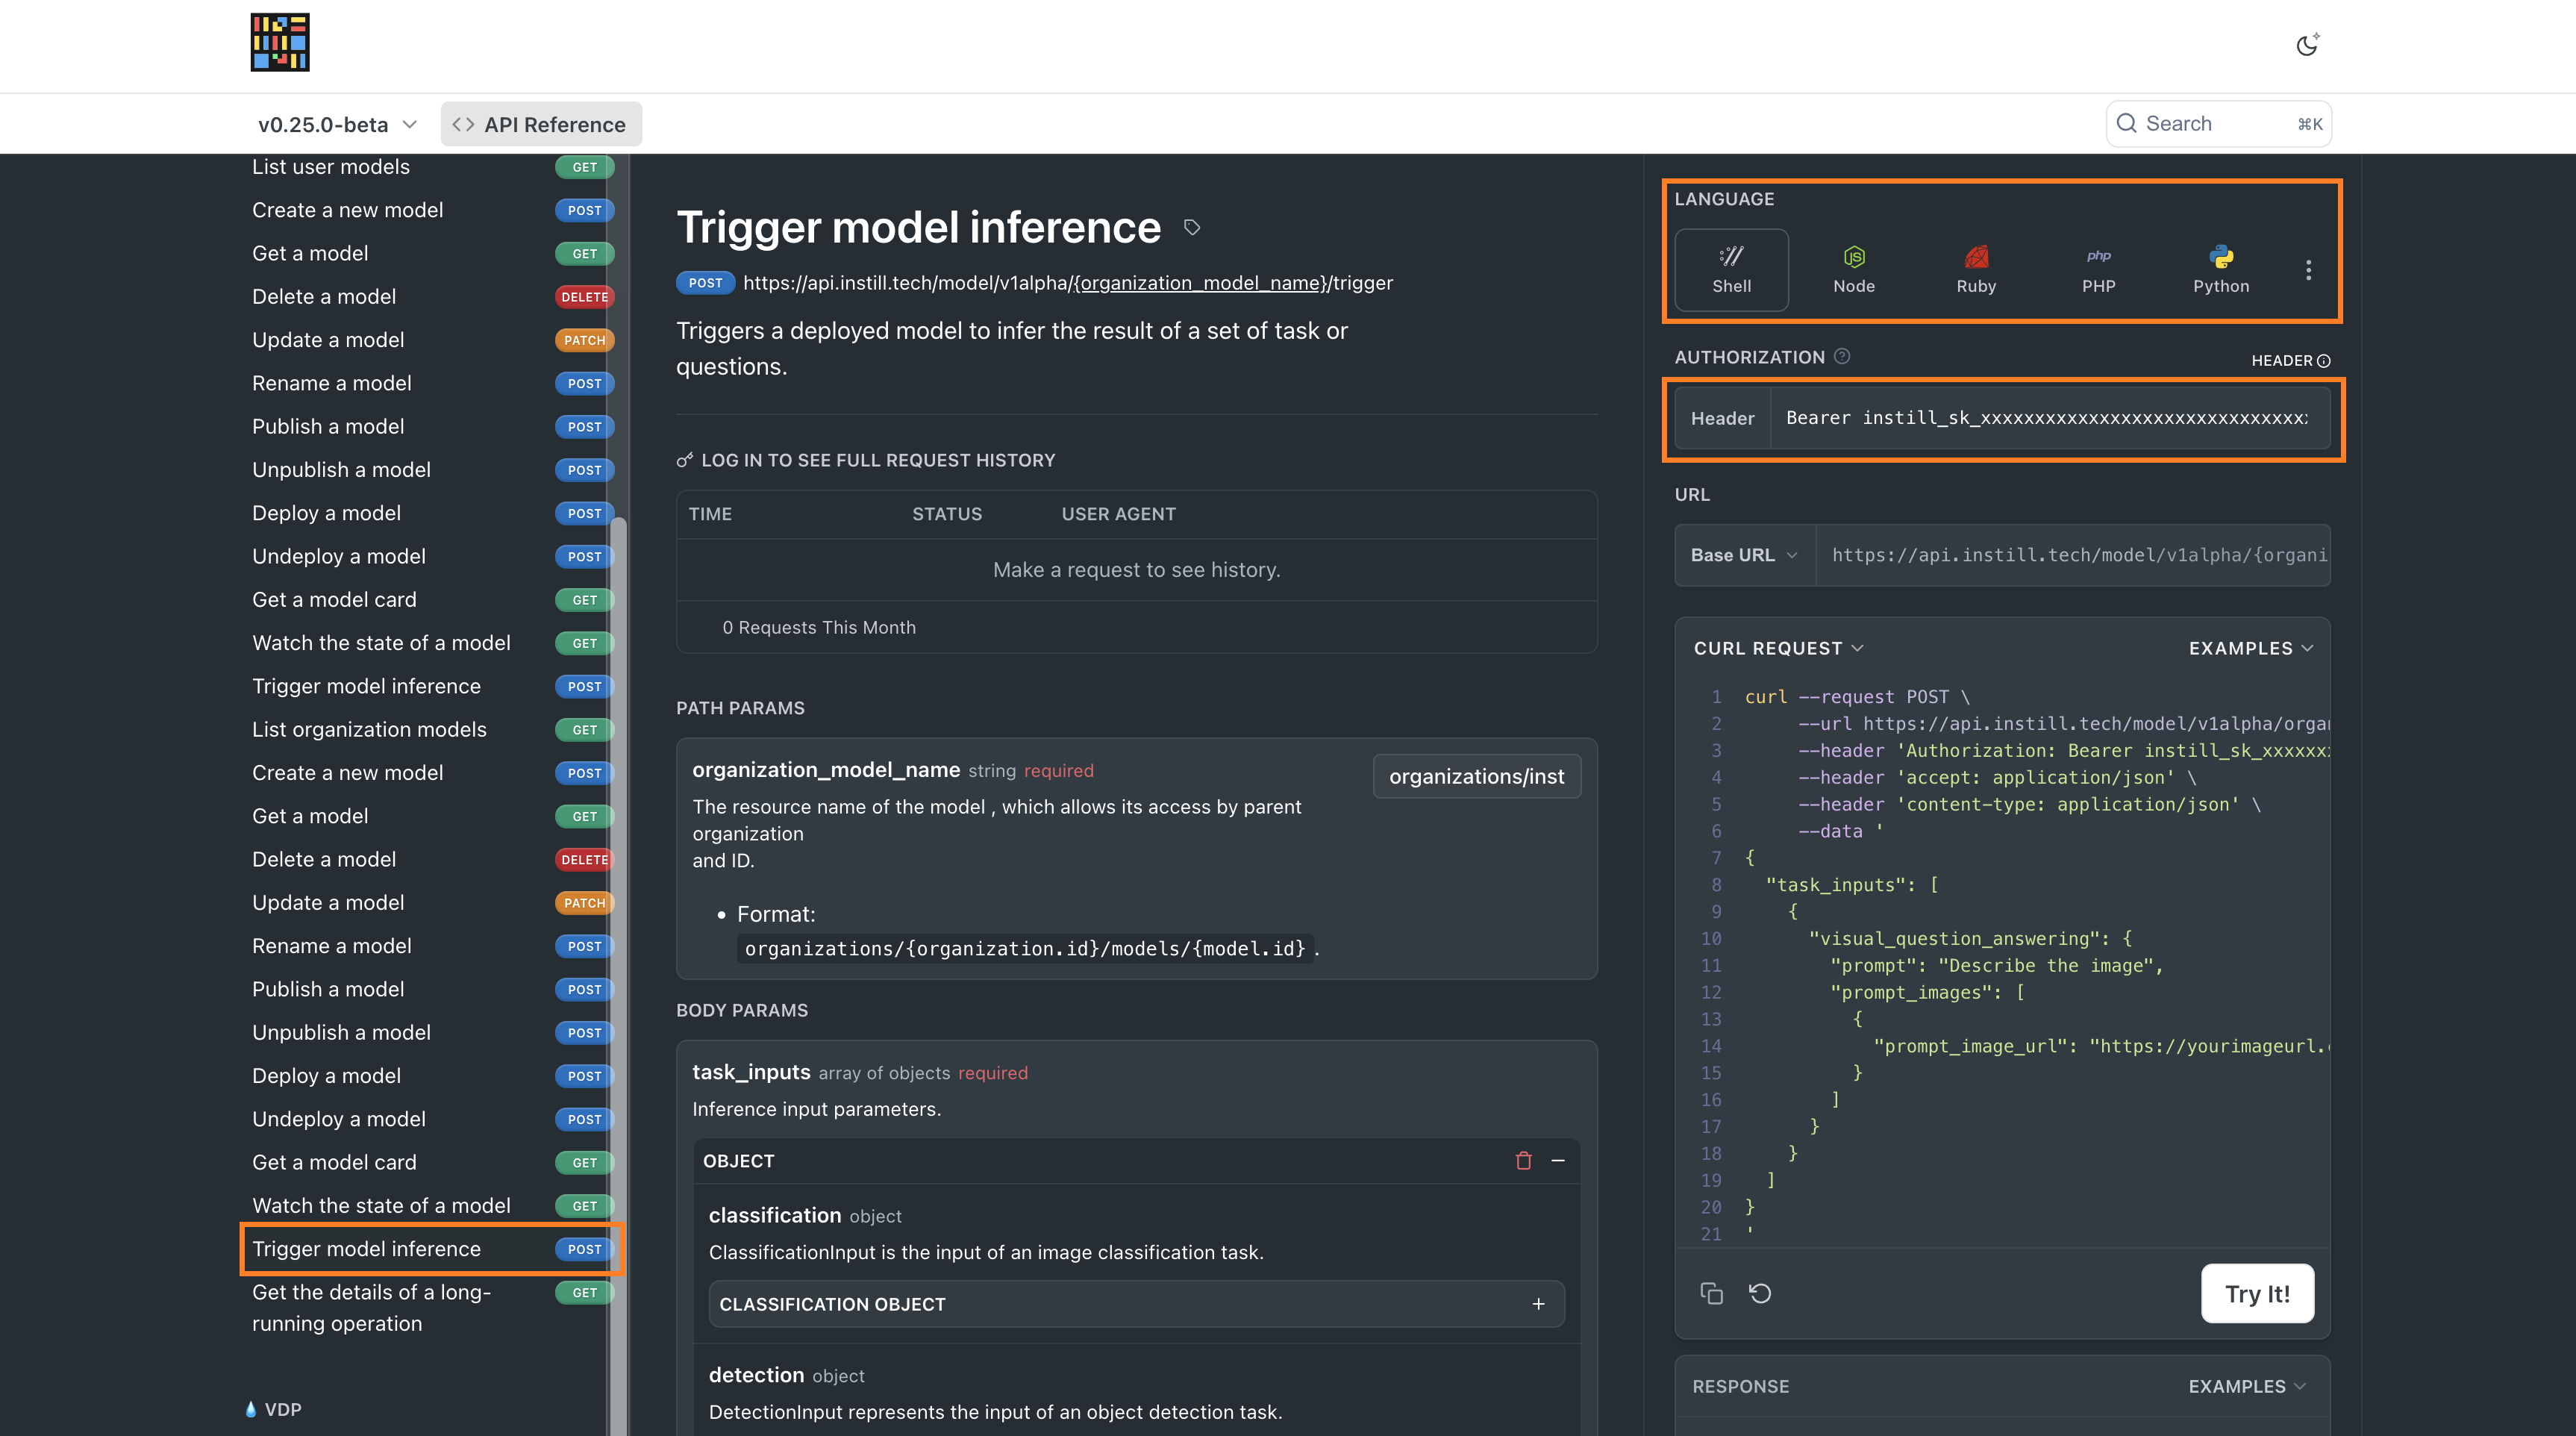 v0.25.0-beta
<> API Reference
Search ⌘K
List user models GET
Create a new model POST
Get a model GET
Delete a model DELETE
Update a model PATCH
Rename a model POST
Publish a model POST
Unpublish a model POST
Deploy a model POST
Undeploy a model POST
Get a model card GET
Watch the state of a model GET
Trigger model inference POST
List organization models GET
Create a new model POST
Get a model GET
Delete a model DELETE
Update a model PATCH
Rename a model POST
Publish a model POST
Unpublish a model POST
Deploy a model POST
Undeploy a model POST
Get a model card GET
Watch the state of a model GET
Trigger model inference POST
Get the details of a long- GET
running operation
VDP
Trigger model inference
POST https://api.instill.tech/model/v1alpha/{organization_model_name}/trigger
Triggers a deployed model to infer the result of a set of task or
questions.
LOG IN TO SEE FULL REQUEST HISTORY
TIME STATUS USER AGENT
Make a request to see history.
0 Requests This Month
PATH PARAMS
organization_model_name string required
organizations/inst
The resource name of the model , which allows its access by parent
organization
and ID.
• Format:
organizations/{organization.id}/models/{model.id} .
BODY PARAMS
task_inputs array of objects required
Inference input parameters.
OBJECT
classification object
ClassificationInput is the input of an image classification task.
CLASSIFICATION OBJECT +
detection object
DetectionInput represents the input of an object detection task.
LANGUAGE
Shell Node Ruby php PHP Python
AUTHORIZATION HEADER
Header Bearer instill_sk_xxxxxxxxxxxxxxxxxxxxxxxxxxxxxx
URL
Base URL https://api.instill.tech/model/v1alpha/{organi
CURL REQUEST EXAMPLES
1 curl --request POST \
2 --url https://api.instill.tech/model/v1alpha/organ
3 --header 'Authorization: Bearer instill_sk_xxxxxx
4 --header 'accept: application/json' \
5 --header 'content-type: application/json' \
6 --data '
7 {
8 "task_inputs": [
9 {
10 "visual_question_answering": {
11 "prompt": "Describe the image",
12 "prompt_images": [
13 {
14 "prompt_image_url": "https://yourimageurl.
15 }
16 ]
17 }
18 }
19 ]
20 }
21 '
Try It!
RESPONSE EXAMPLES